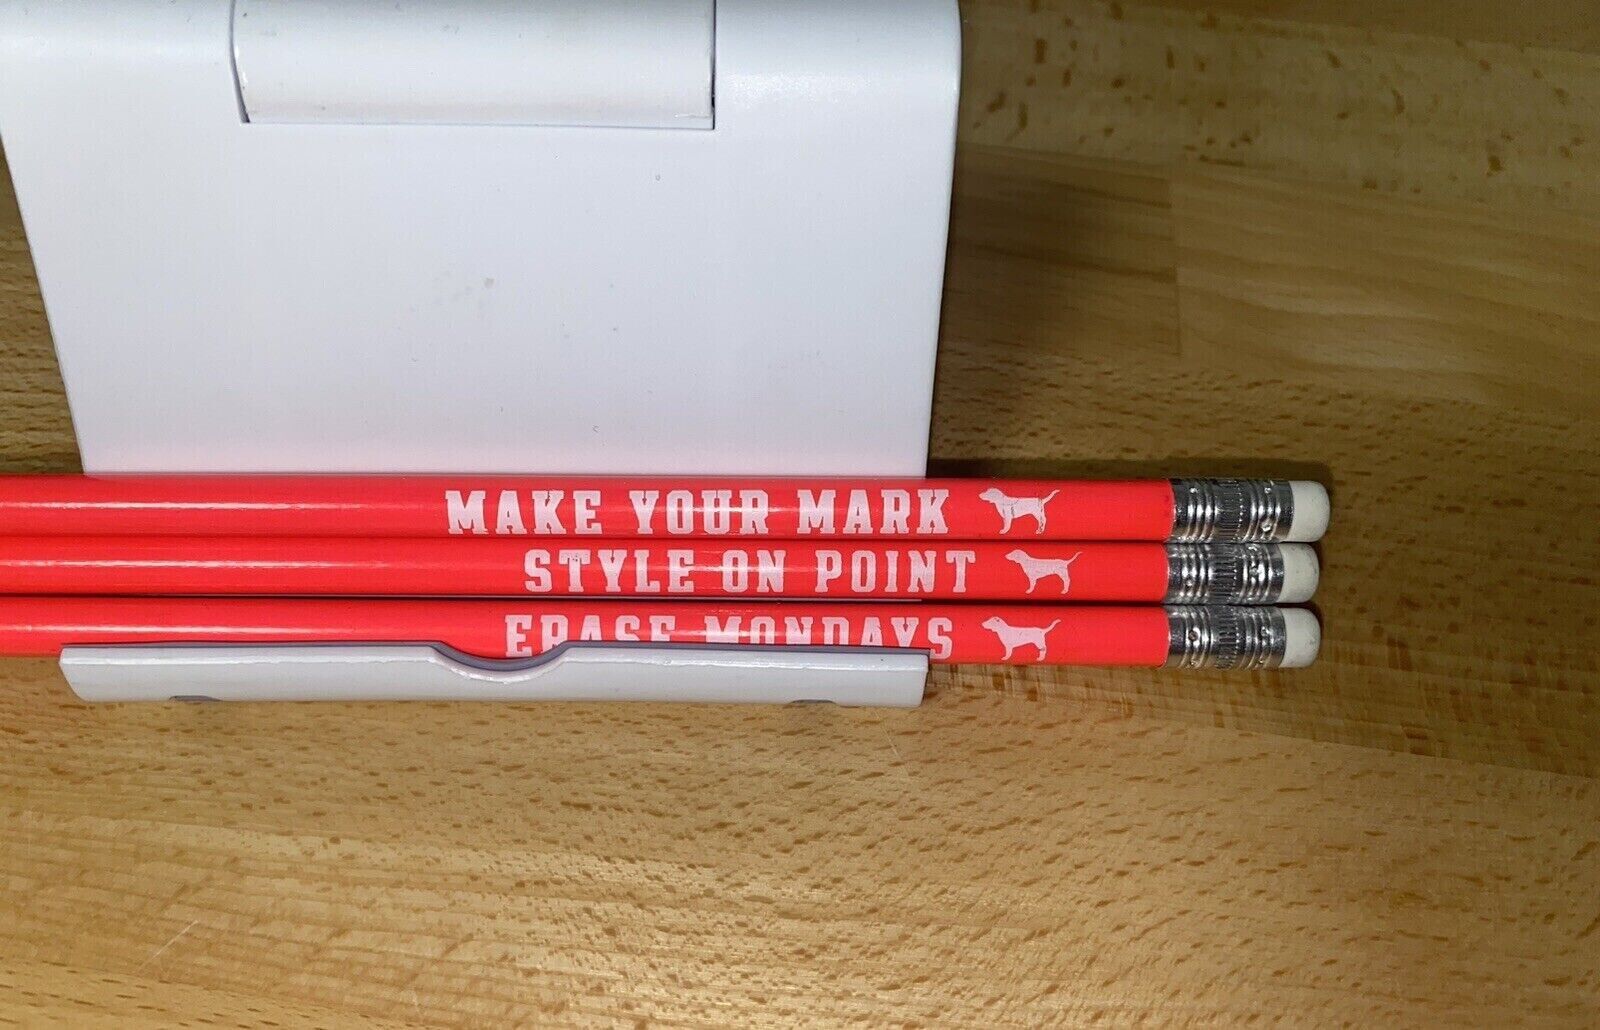 MAKE YOUR MARK
STYLE ON POINT
ERASE MONDAYS